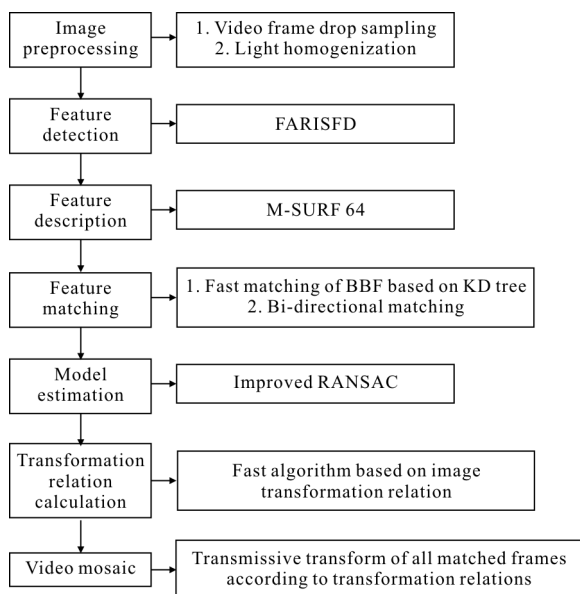 Image
preprocessing
1. Video frame drop sampling
2. Light homogenization
Feature
detection
FARISFD
Feature
description
M-SURF 64
Feature
matching
1. Fast matching of BBF based on KD tree
2. Bi-directional matching
Model
estimation
Improved RANSAC
Transformation
relation
calculation
Fast algorithm based on image
transformation relation
Video mosaic
Transmissive transform of all matched frames
according to transformation relations